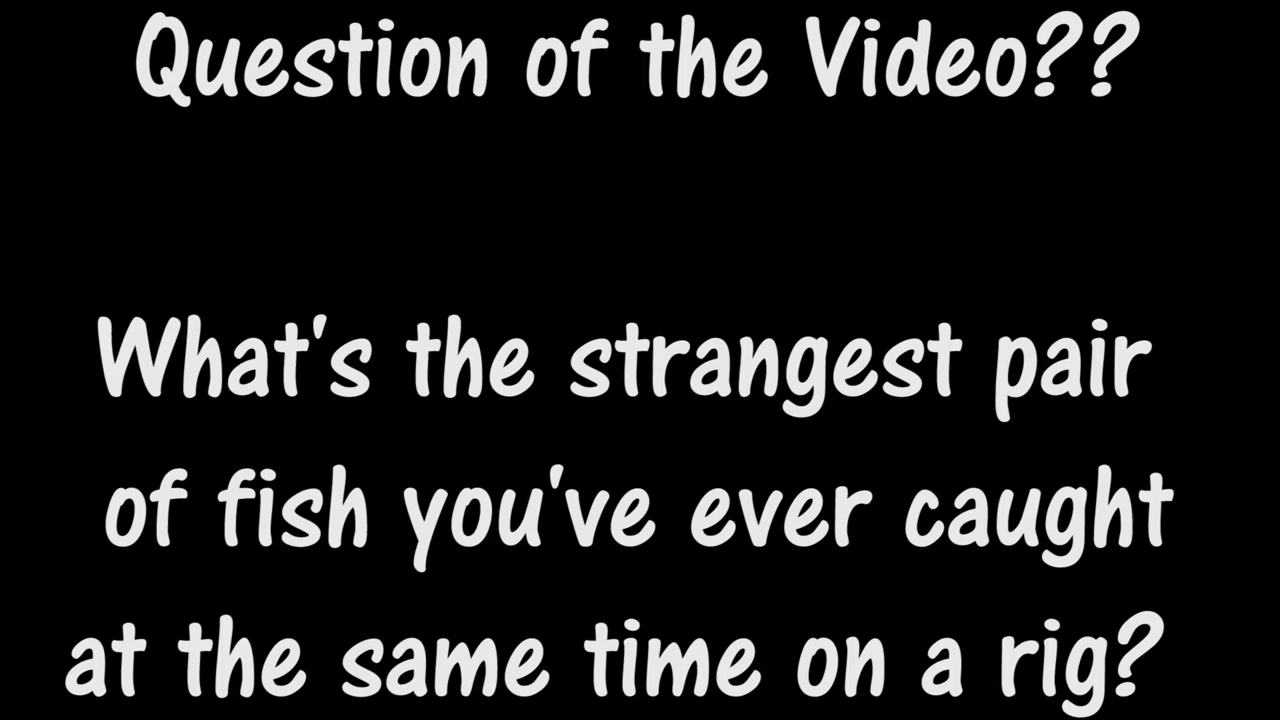 Question of the Video??
What's the strangest pair
of fish you've ever caught
at the same time on a rig?